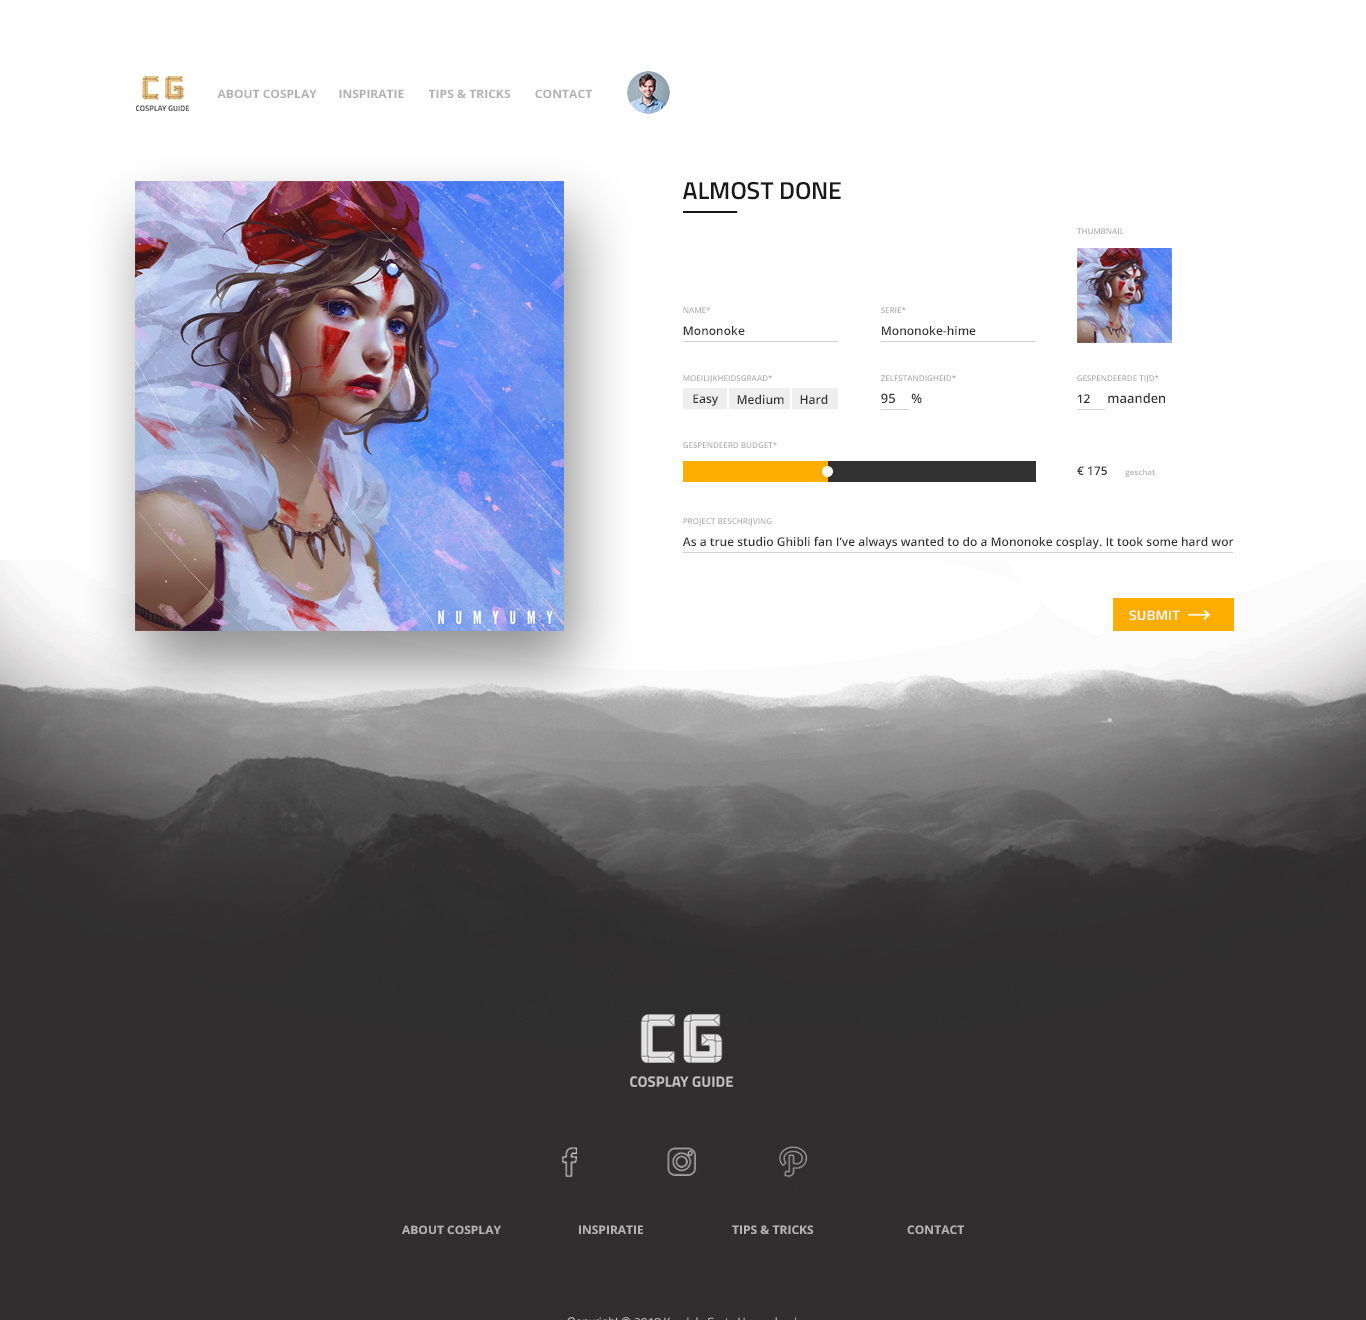 CG
COSPLAY GUIDE
ABOUT COSPLAY
INSPIRATIE
TIPS & TRICKS
CONTACT
NUMYUMY
ALMOST DONE
THUMBNAIL
NAME*
Mononoke
SERIE*
Mononoke-hime
MOEILIJKHEIDSGRAAD*
Easy
Medium
Hard
ZELFSTANDIGHEID*
95 %
GESPENDEERDE TIJD*
12 maanden
GESPENDEERD BUDGET*
€ 175
geschat
PROJECT BESCHRIJVING
As a true studio Ghibli fan I've always wanted to do a Mononoke cosplay. It took some hard wor
SUBMIT
CG
COSPLAY GUIDE
ABOUT COSPLAY
INSPIRATIE
TIPS & TRICKS
CONTACT
Copyright © 2019